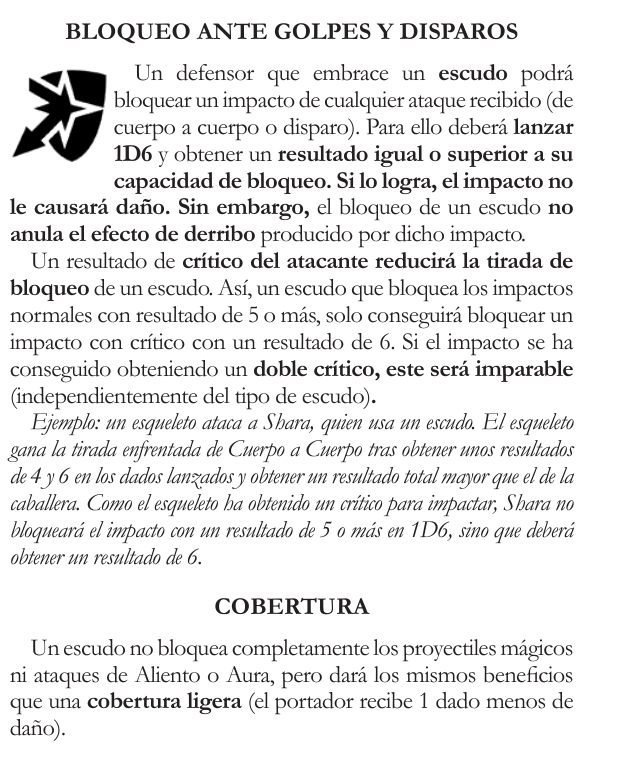 BLOQUEO ANTE GOLPES Y DISPAROS
Un defensor que embrace un escudo podrá
bloquear un impacto de cualquier ataque recibido (de
cuerpo a cuerpo o disparo). Para ello deberá lanzar
1D6 y obtener un resultado igual o superior a su
capacidad de bloqueo. Si lo logra, el impacto no
le causará daño. Sin embargo, el bloqueo de un escudo no
anula el efecto de derribo producido por dicho impacto.
Un resultado de crítico del atacante reducirá la tirada de
bloqueo de un escudo. Así, un escudo que bloquea los impactos
normales con resultado de 5 o más, solo conseguirá bloquear un
impacto con crítico con un resultado de 6. Si el impacto se ha
conseguido obteniendo un doble crítico, este será imparable
(independientemente del tipo de escudo).
Ejemplo: un esqueleto ataca a Shara, quien usa un escudo. El esqueleto
gana la tirada enfrentada de Cuerpo a Cuerpo tras obtener unos resultados
de 4 y 6 en los dados lanzados y obtener un resultado total mayor que el de la
caballera. Como el esqueleto ha obtenido un crítico para impactar, Shara no
bloqueará el impacto con un resultado de 5 o más en 1D6, sino que deberá
obtener un resultado de 6.
COBERTURA
Un escudo no bloquea completamente los proyectiles mágicos
ni ataques de Aliento o Aura, pero dará los mismos beneficios
que una cobertura ligera (el portador recibe 1 dado menos de
daño).